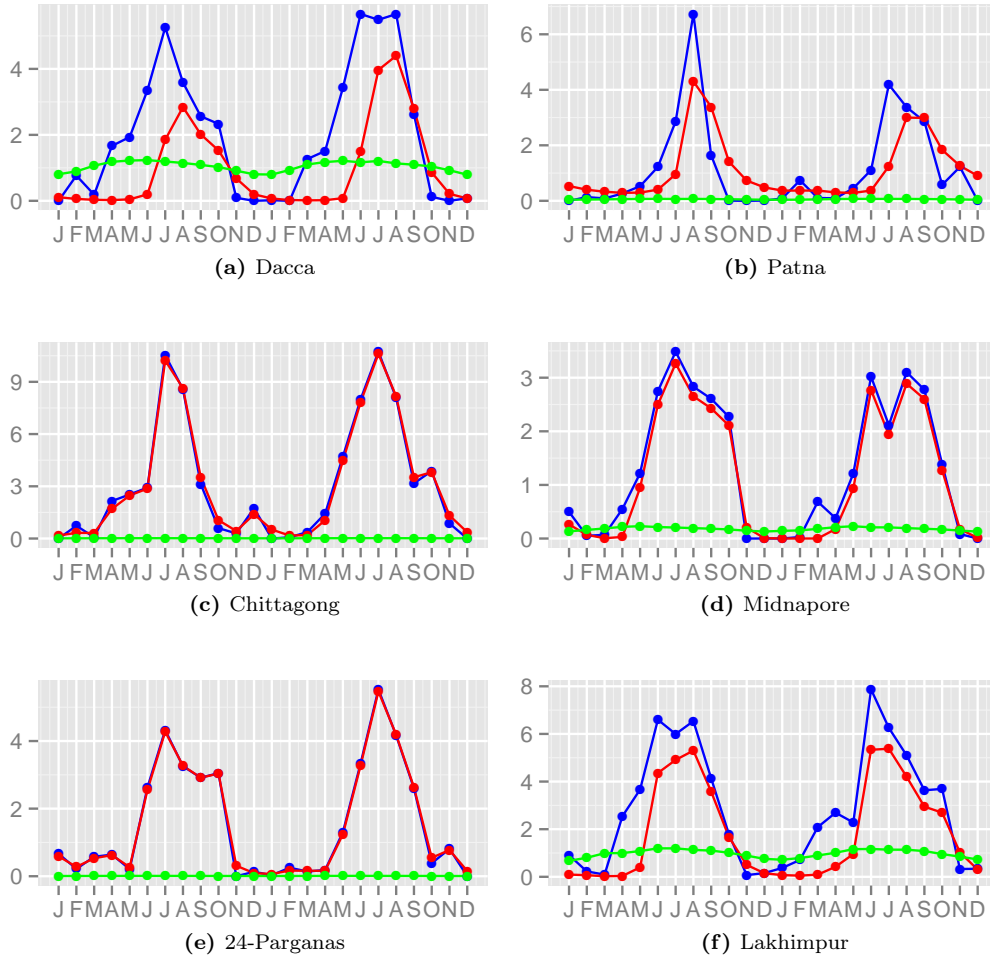 4
2
0
J F M A M J J A S O N D J F M A M J J A S O N D
(a) Dacca
6
4
2
0
J F M A M J J A S O N D J F M A M J J A S O N D
(b) Patna
9
6
3
0
J F M A M J J A S O N D J F M A M J J A S O N D
(c) Chittagong
3
2
1
0
J F M A M J J A S O N D J F M A M J J A S O N D
(d) Midnapore
4
2
0
J F M A M J J A S O N D J F M A M J J A S O N D
(e) 24-Parganas
8
6
4
2
0
J F M A M J J A S O N D J F M A M J J A S O N D
(f) Lakhimpur